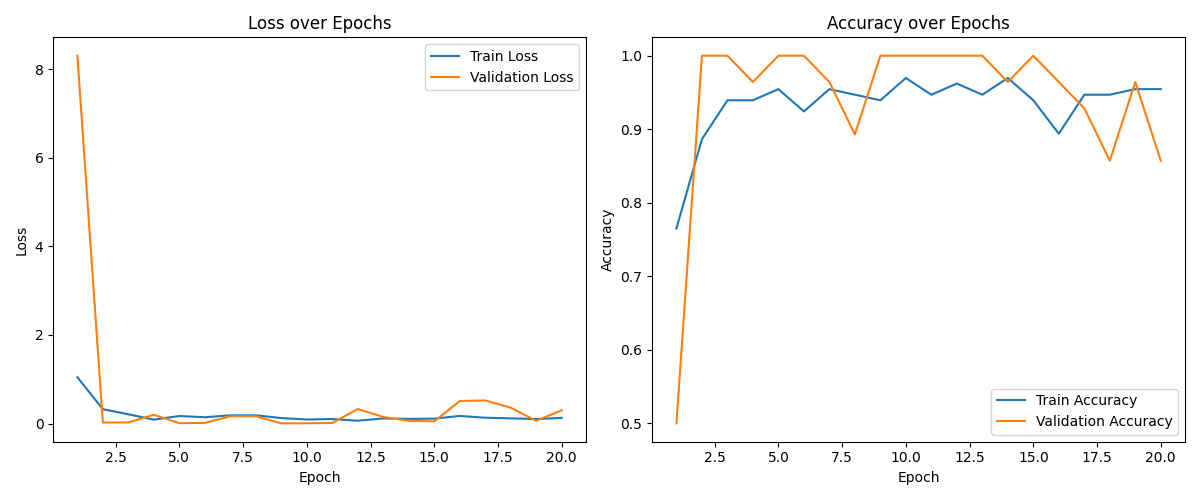 Loss over Epochs
Train Loss
Validation Loss
8
6
4
2
0
Loss
2.5 5.0 7.5 10.0 12.5 15.0 17.5 20.0
Epoch
Accuracy over Epochs
1.0
0.9
0.8
0.7
0.6
0.5
Accuracy
Train Accuracy
Validation Accuracy
2.5 5.0 7.5 10.0 12.5 15.0 17.5 20.0
Epoch